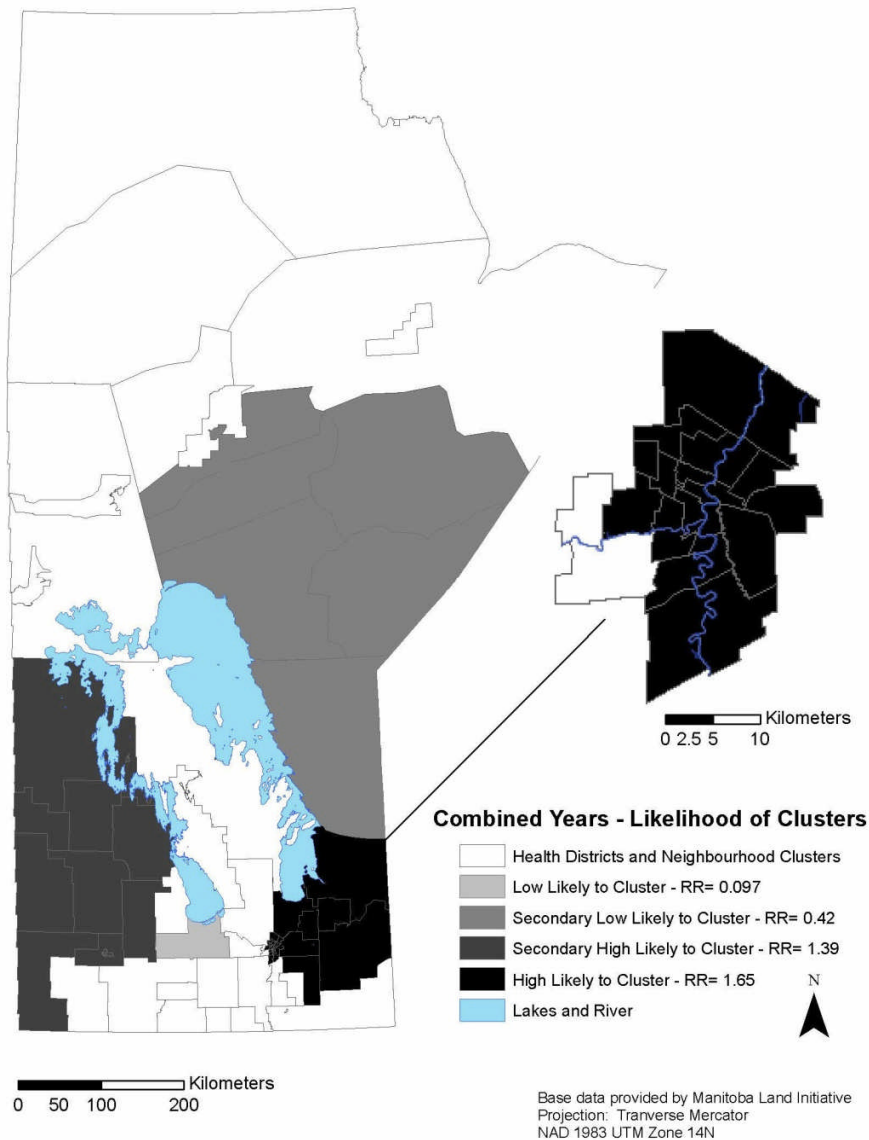 Kilometers
0 2.5 5 10
Combined Years - Likelihood of Clusters
Health Districts and Neighbourhood Clusters
Low Likely to Cluster - RR= 0.097
Secondary Low Likely to Cluster - RR= 0.42
Secondary High Likely to Cluster - RR= 1.39
High Likely to Cluster - RR= 1.65
Lakes and River
N
Kilometers
0 50 100 200
Base data provided by Manitoba Land Initiative
Projection: Tranverse Mercator
NAD 1983 UTM Zone 14N